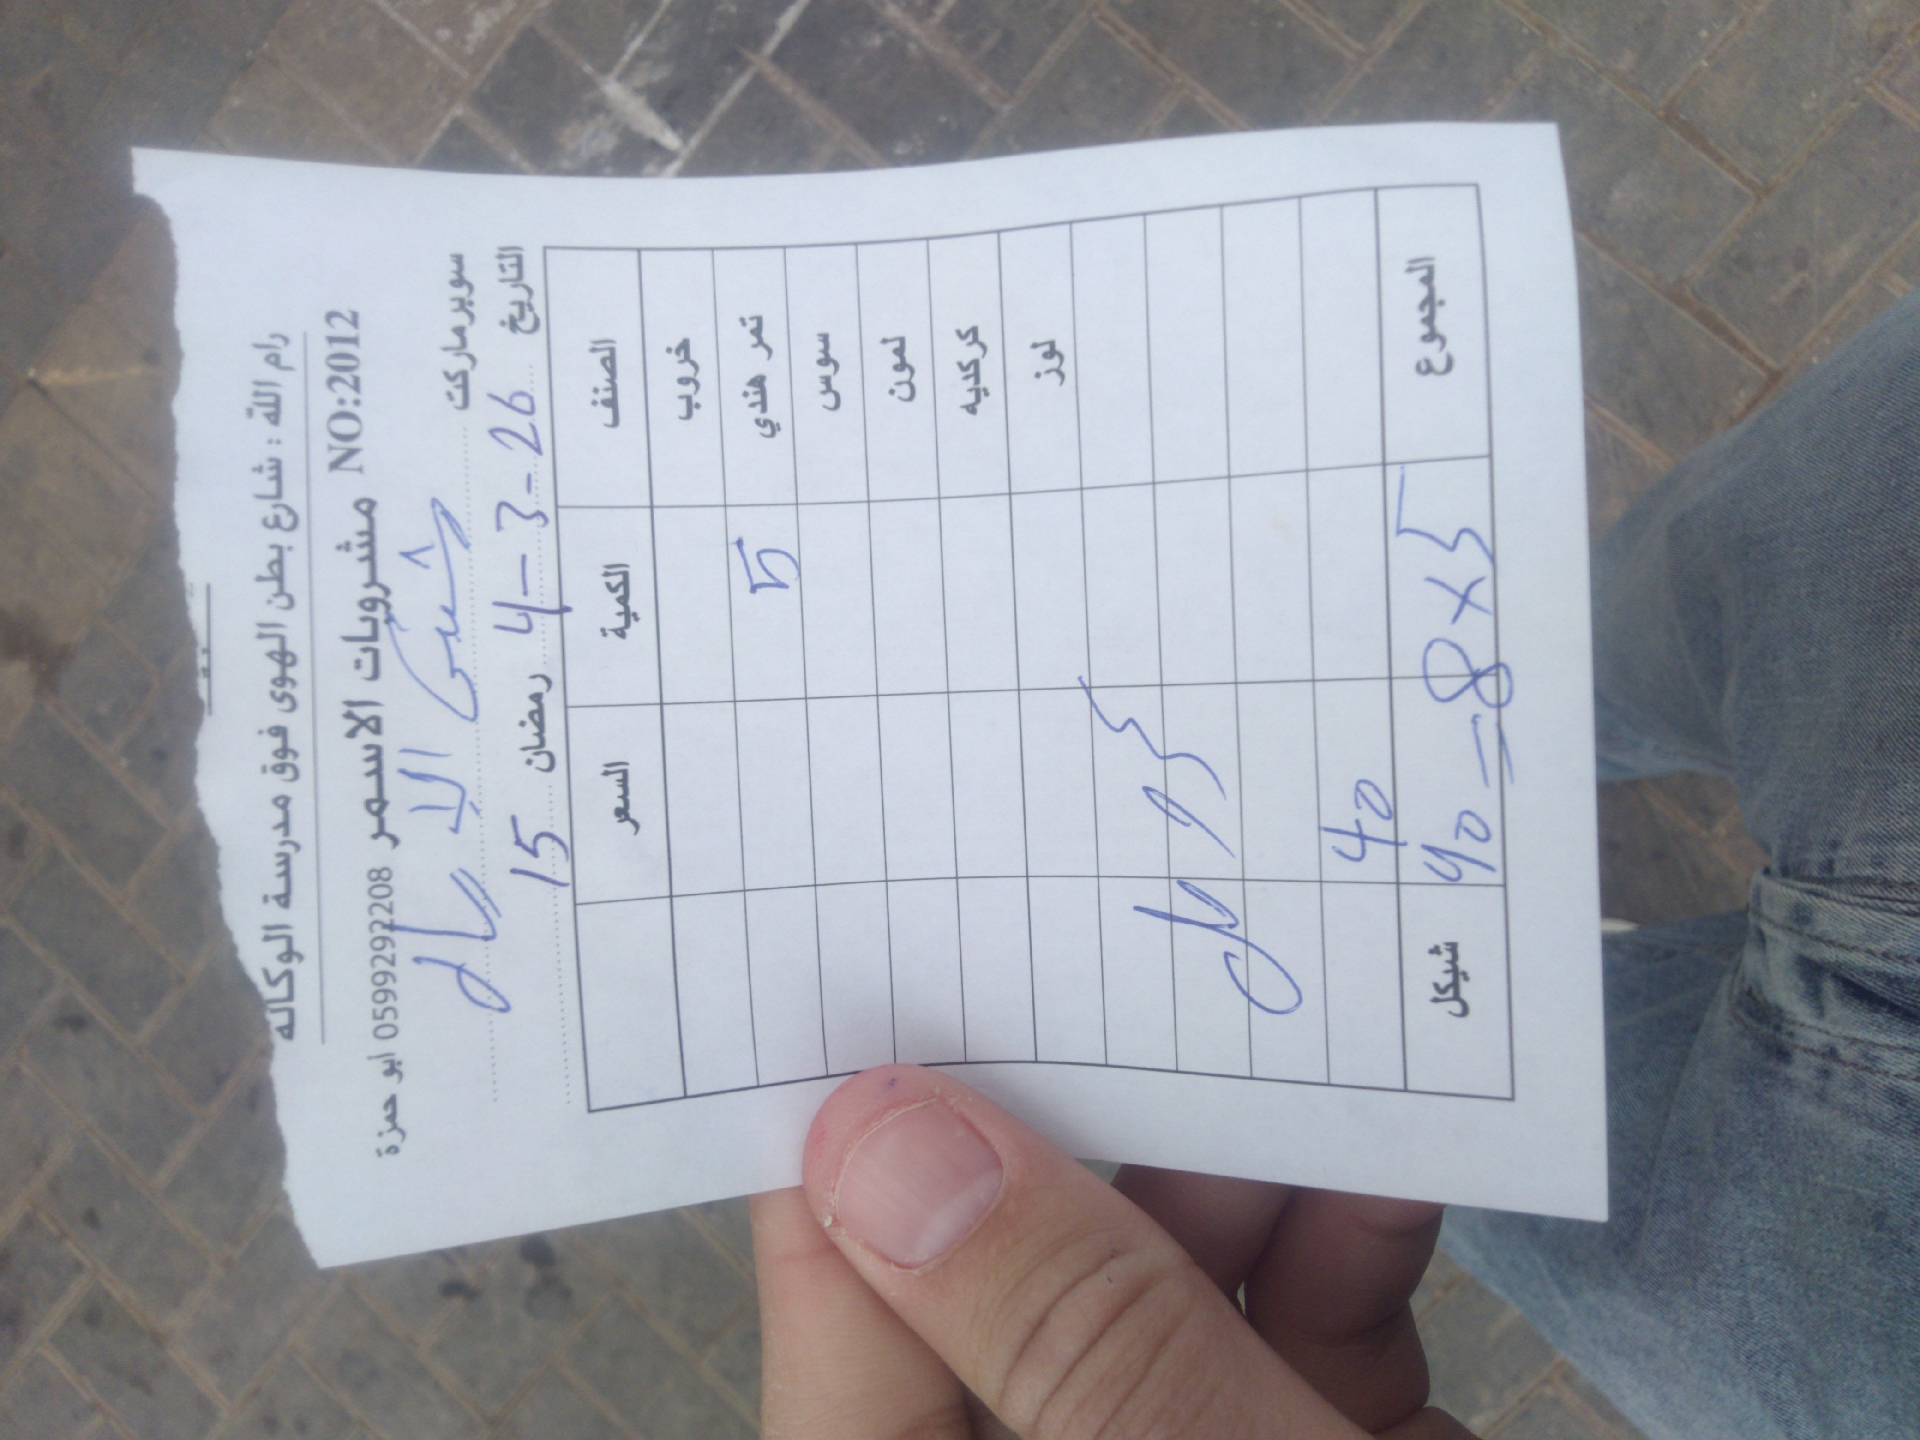 رام الله : شارع بطن الهوى فوق مدرسة الوكاله
NO:2012 مشروبات الاسمر 0599292208 ابو حمزة
سوبرماركت
التاريخ 26-3-4 رمضان 15
الصنف الكمية السعر
خروب
تمر هندي 5
سوس
لمون
كركديه
لوز
40
المجموع 5×8=40 شيكل